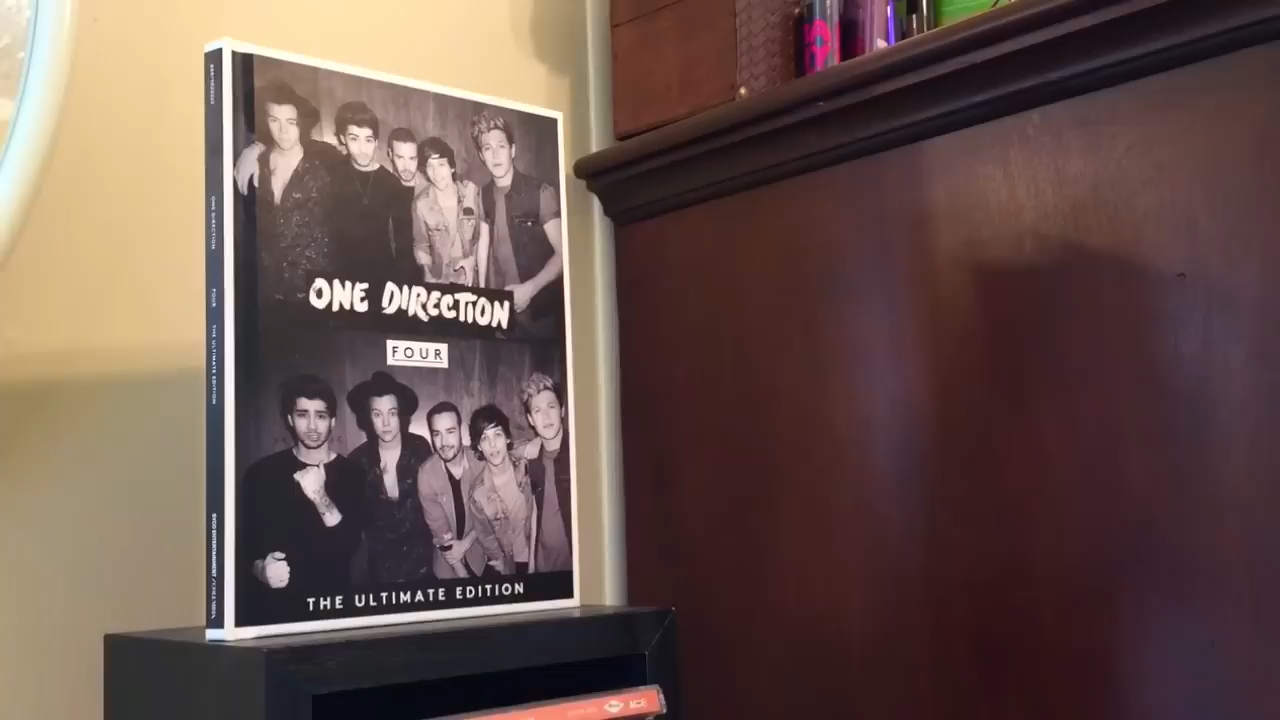 ONE DIRECTION
FOUR
THE ULTIMATE EDITION
ONE DIRECTION
FOUR
THE ULTIMATE EDITION